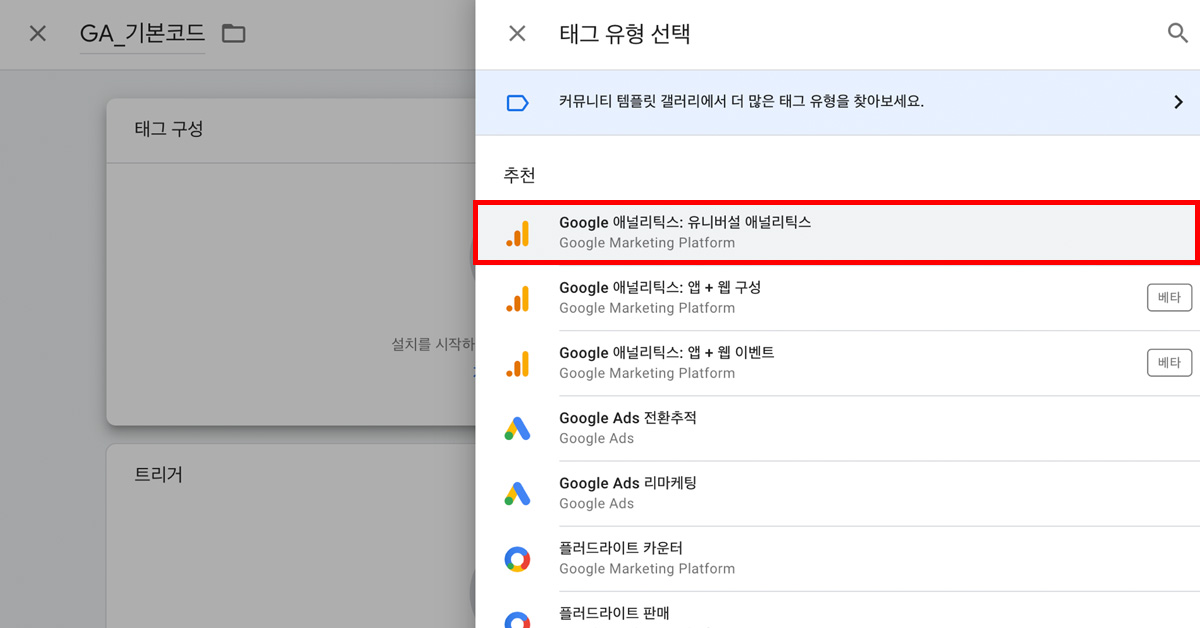 GA_기본코드
태그 구성
설치를 시작하
트리거
태그 유형 선택
커뮤니티 템플릿 갤러리에서 더 많은 태그 유형을 찾아보세요.
추천
Google 애널리틱스: 유니버설 애널리틱스
Google Marketing Platform
Google 애널리틱스: 앱 + 웹 구성
Google Marketing Platform
베타
Google 애널리틱스: 앱 + 웹 이벤트
Google Marketing Platform
베타
Google Ads 전환추적
Google Ads
Google Ads 리마케팅
Google Ads
플러드라이트 카운터
Google Marketing Platform
플러드라이트 판매